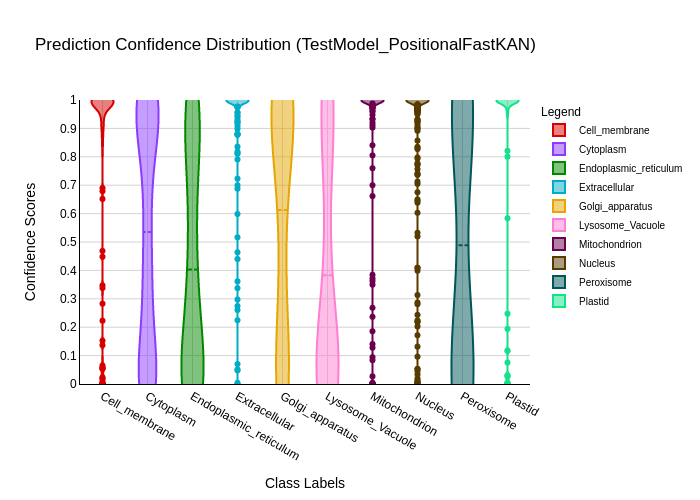 Prediction Confidence Distribution (TestModel_PositionalFastKAN)
Legend
Cell_membrane
Cytoplasm
Endoplasmic_reticulum
Extracellular
Golgi_apparatus
Lysosome_Vacuole
Mitochondrion
Nucleus
Peroxisome
Plastid
Confidence Scores
1
0.9
0.8
0.7
0.6
0.5
0.4
0.3
0.2
0.1
0
Cell_membrane
Cytoplasm
Endoplasmic_reticulum
Extracellular
Golgi_apparatus
Lysosome_Vacuole
Mitochondrion
Nucleus
Peroxisome
Plastid
Class Labels